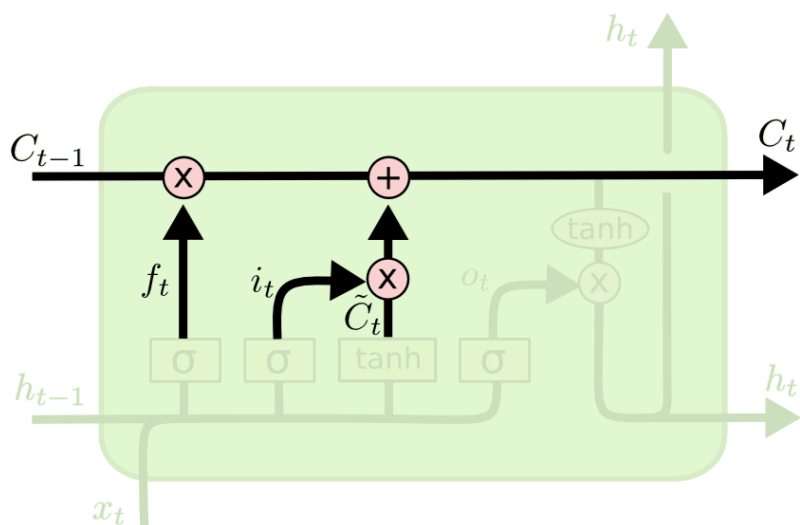 h_t
C_{t-1}
C_t
x
+
tanh
f_t
i_t
x
o_t
x
C̃_t
σ
σ
tanh
σ
h_{t-1}
h_t
x_t